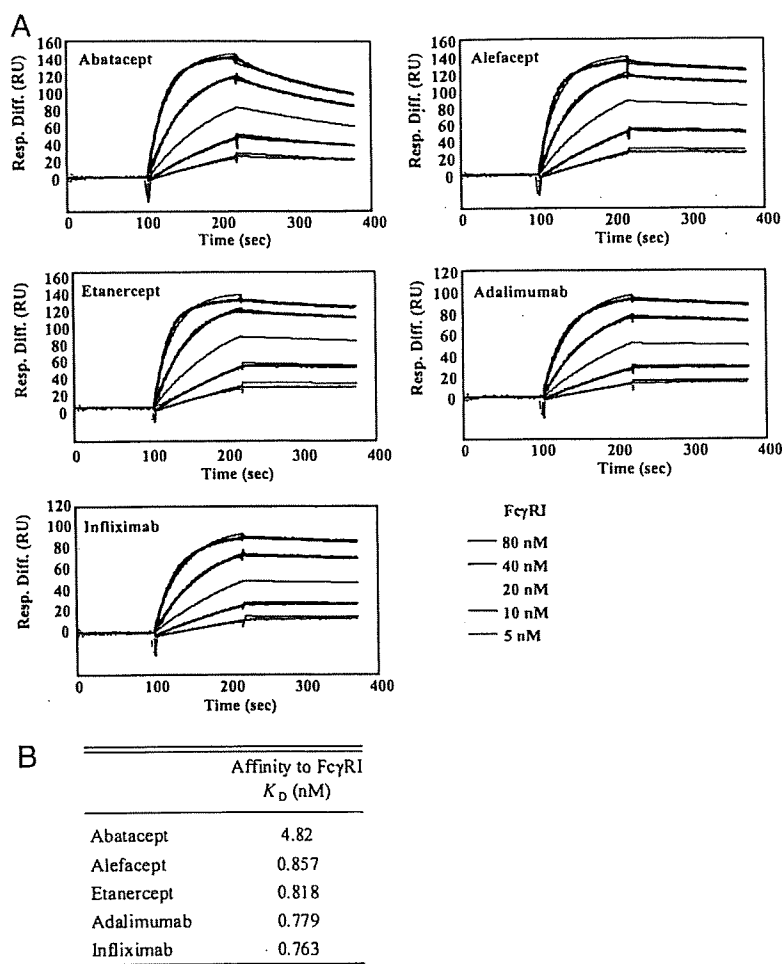 A
Abatacept
Resp. Diff. (RU)
160
140
120
100
80
60
40
20
0
0 100 200 300 400
Time (sec)
Alefacept
Resp. Diff. (RU)
160
140
120
100
80
60
40
20
0
0 100 200 300 400
Time (sec)
Etanercept
Resp. Diff. (RU)
160
140
120
100
80
60
40
20
0
0 100 200 300 400
Time (sec)
Adalimumab
Resp. Diff. (RU)
120
100
80
60
40
20
0
0 100 200 300 400
Time (sec)
Infliximab
Resp. Diff. (RU)
120
100
80
60
40
20
0
0 100 200 300 400
Time (sec)
FcγRI
80 nM
40 nM
20 nM
10 nM
5 nM
B
Affinity to FcγRI
KD (nM)
Abatacept 4.82
Alefacept 0.857
Etanercept 0.818
Adalimumab 0.779
Infliximab 0.763